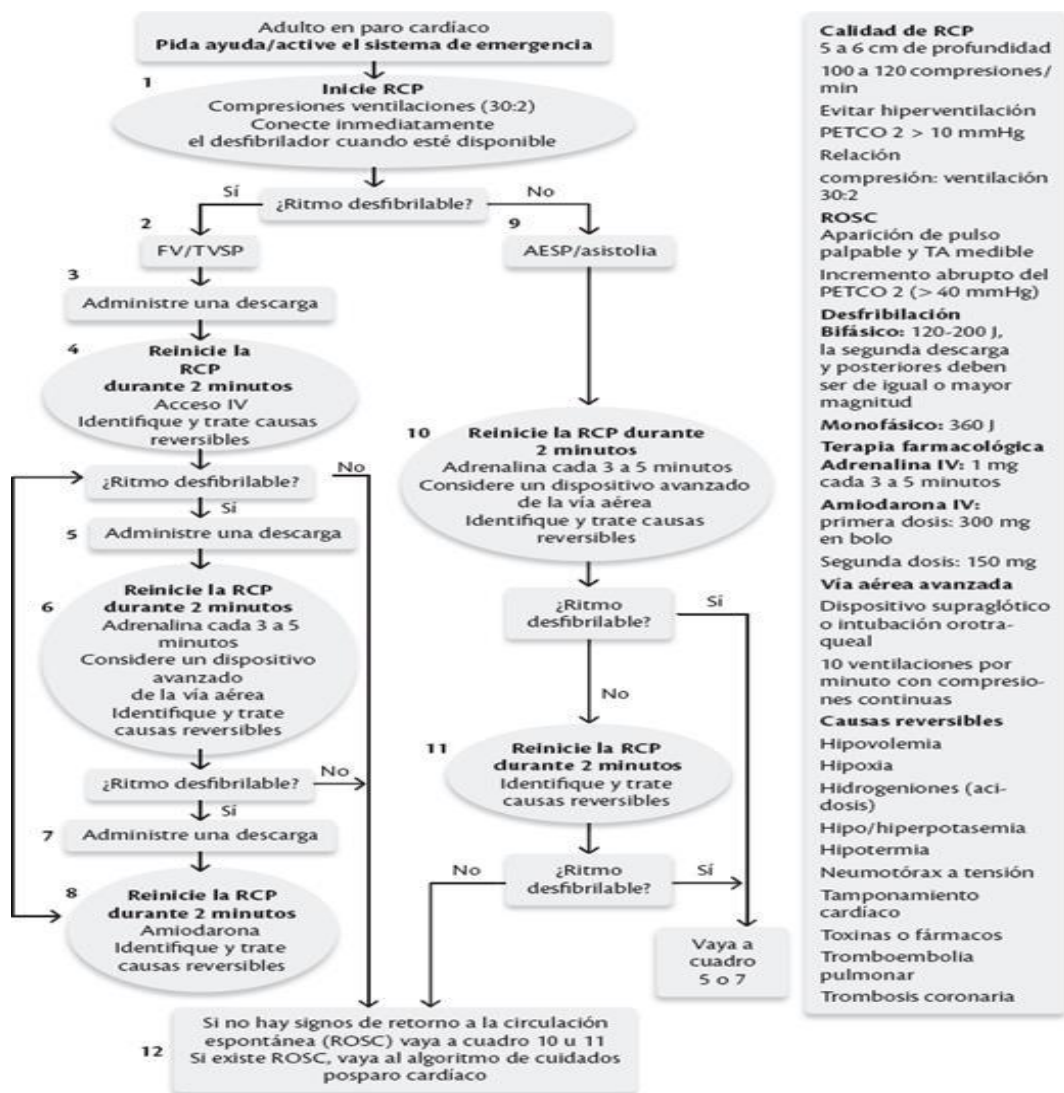 Adulto en paro cardíaco
Pida ayuda/active el sistema de emergencia
1
Inicie RCP
Compresiones ventilaciones (30:2)
Conecte inmediatamente
el desfibrilador cuando esté disponible
Sí
¿Ritmo desfibrilable?
No
2
FV/TVSP
3
Administre una descarga
4
Reinicie la
RCP
durante 2 minutos
Acceso IV
Identifique y trate causas
reversibles
¿Ritmo desfibrilable?
No
Sí
5
Administre una descarga
6
Reinicie la RCP
durante 2 minutos
Adrenalina cada 3 a 5
minutos
Considere un dispositivo
avanzado
de la vía aérea
Identifique y trate
causas reversibles
¿Ritmo desfibrilable?
No
Sí
7
Administre una descarga
8
Reinicie la RCP
durante 2 minutos
Amiodarona
Identifique y trate
causas reversibles
9
AESP/asistolia
10
Reinicie la RCP durante
2 minutos
Adrenalina cada 3 a 5 minutos
Considere un dispositivo avanzado
de la vía aérea
Identifique y trate causas
reversibles
¿Ritmo
desfibrilable?
Sí
No
11
Reinicie la RCP
durante 2 minutos
Identifique y trate
causas reversibles
No
¿Ritmo
desfibrilable?
Sí
Vaya a
cuadro
5 o 7
12
Si no hay signos de retorno a la circulación
espontánea (ROSC) vaya a cuadro 10 u 11
Si existe ROSC, vaya al algoritmo de cuidados
posparo cardíaco
Calidad de RCP
5 a 6 cm de profundidad
100 a 120 compresiones/
min
Evitar hiperventilación
PETCO 2 > 10 mmHg
Relación
compresión: ventilación
30:2
ROSC
Aparición de pulso
palpable y TA medible
Incremento abrupto del
PETCO 2 (> 40 mmHg)
Desfribilación
Bifásico: 120-200 J,
la segunda descarga
y posteriores deben
ser de igual o mayor
magnitud
Monofásico: 360 J
Terapia farmacológica
Adrenalina IV: 1 mg
cada 3 a 5 minutos
Amiodarona IV:
primera dosis: 300 mg
en bolo
Segunda dosis: 150 mg
Vía aérea avanzada
Dispositivo supraglótico
o intubación orotra-
queal
10 ventilaciones por
minuto con compresio-
nes continuas
Causas reversibles
Hipovolemia
Hipoxia
Hidrogeniones (aci-
dosis)
Hipo/hiperpotasemia
Hipotermia
Neumotórax a tensión
Tamponamiento
cardíaco
Toxinas o fármacos
Tromboembolia
pulmonar
Trombosis coronaria